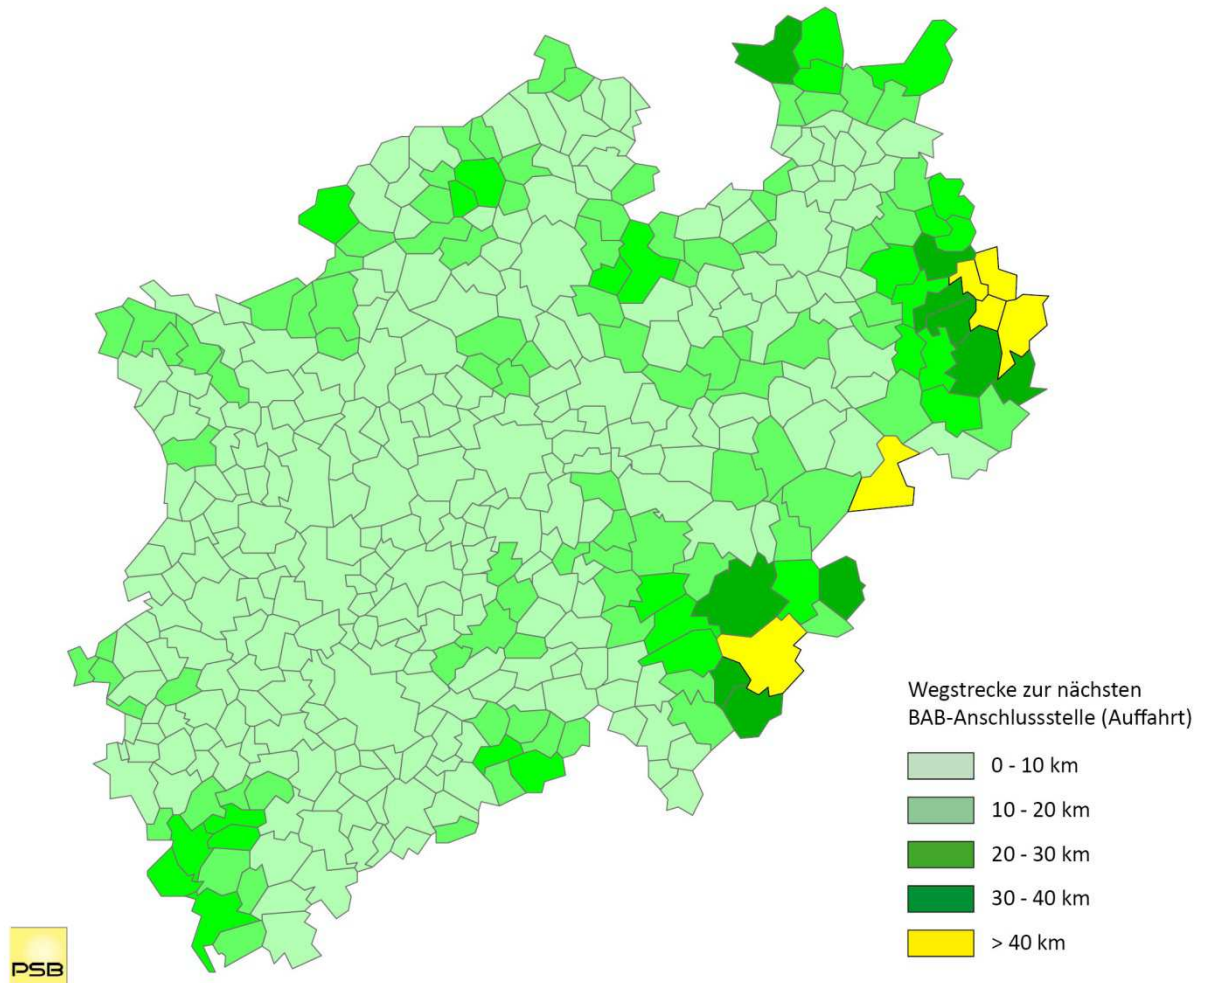 Wegstrecke zur nächsten
BAB-Anschlussstelle (Auffahrt)
0 - 10 km
10 - 20 km
20 - 30 km
30 - 40 km
> 40 km
PSB